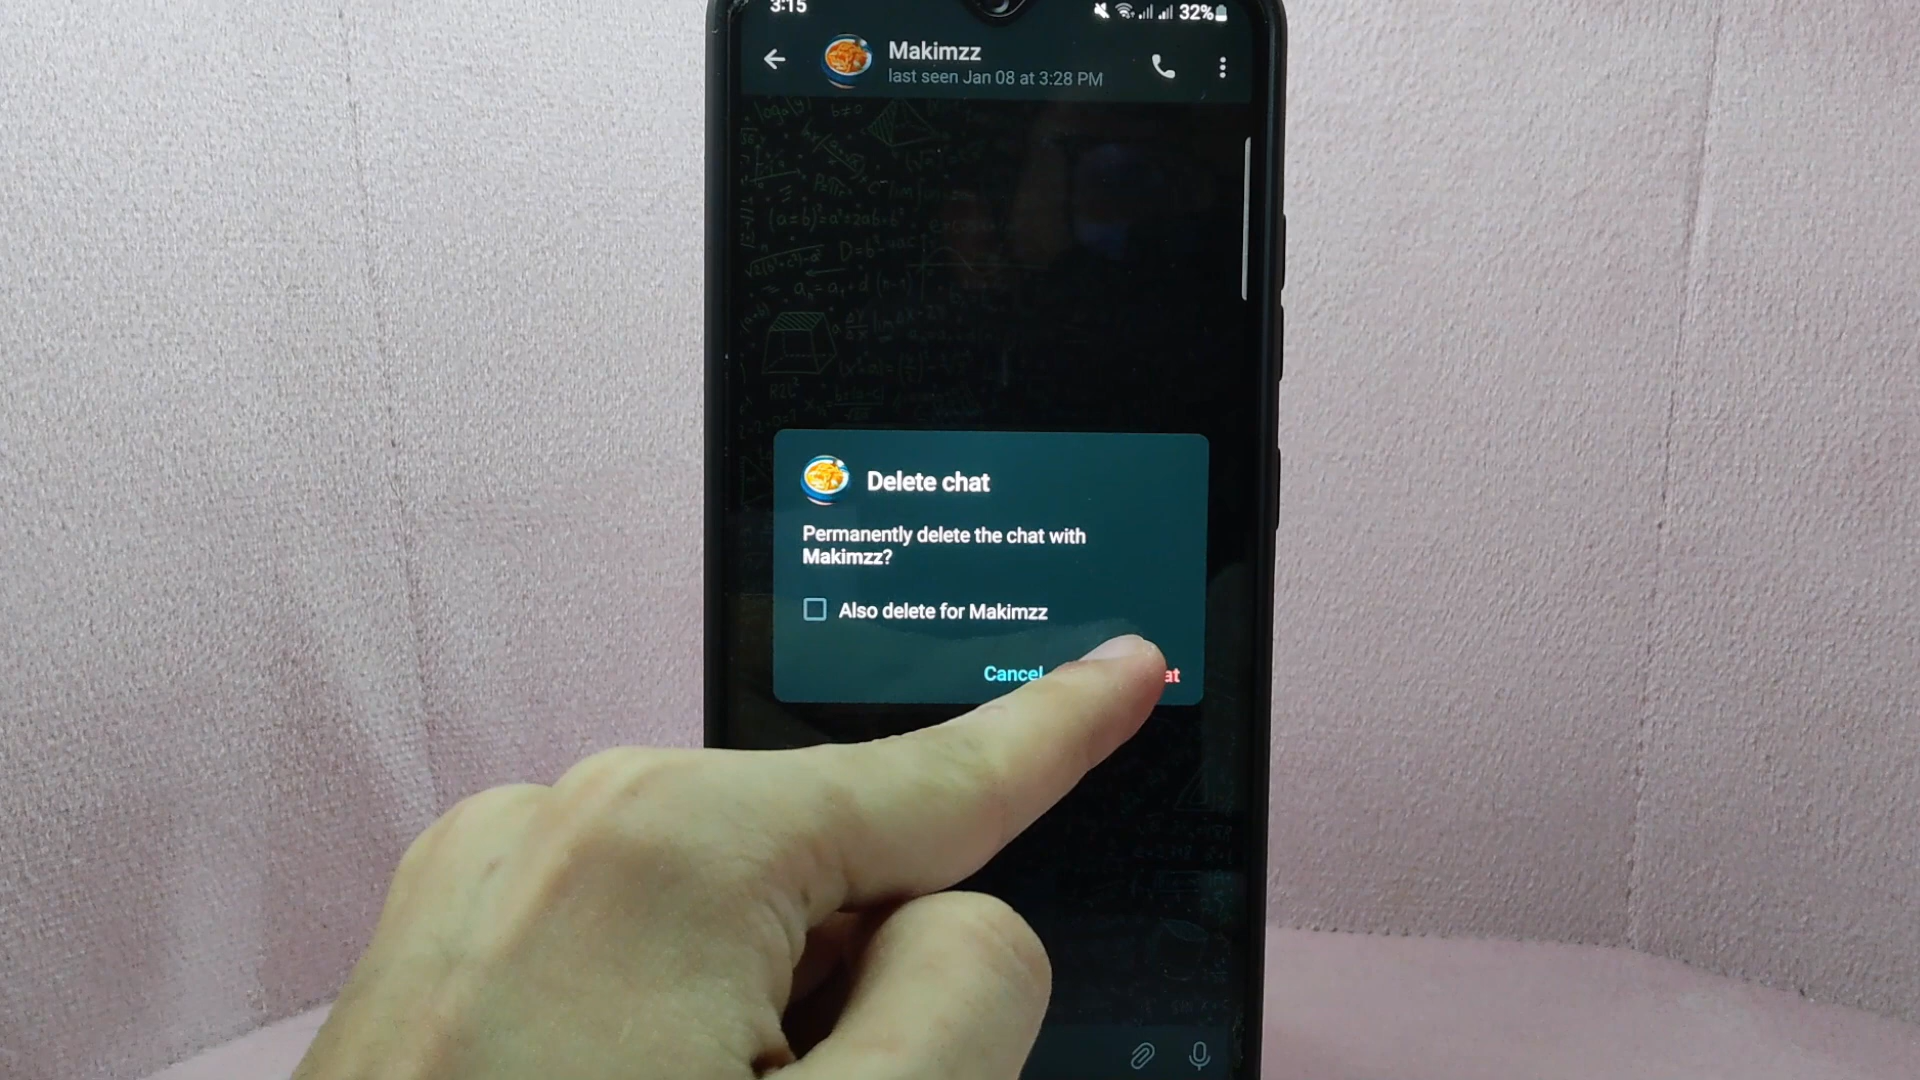 3:15
32%
Makimzz
last seen Jan 08 at 3:28 PM
Delete chat
Permanently delete the chat with
Makimzz?
Also delete for Makimzz
Cancel
at